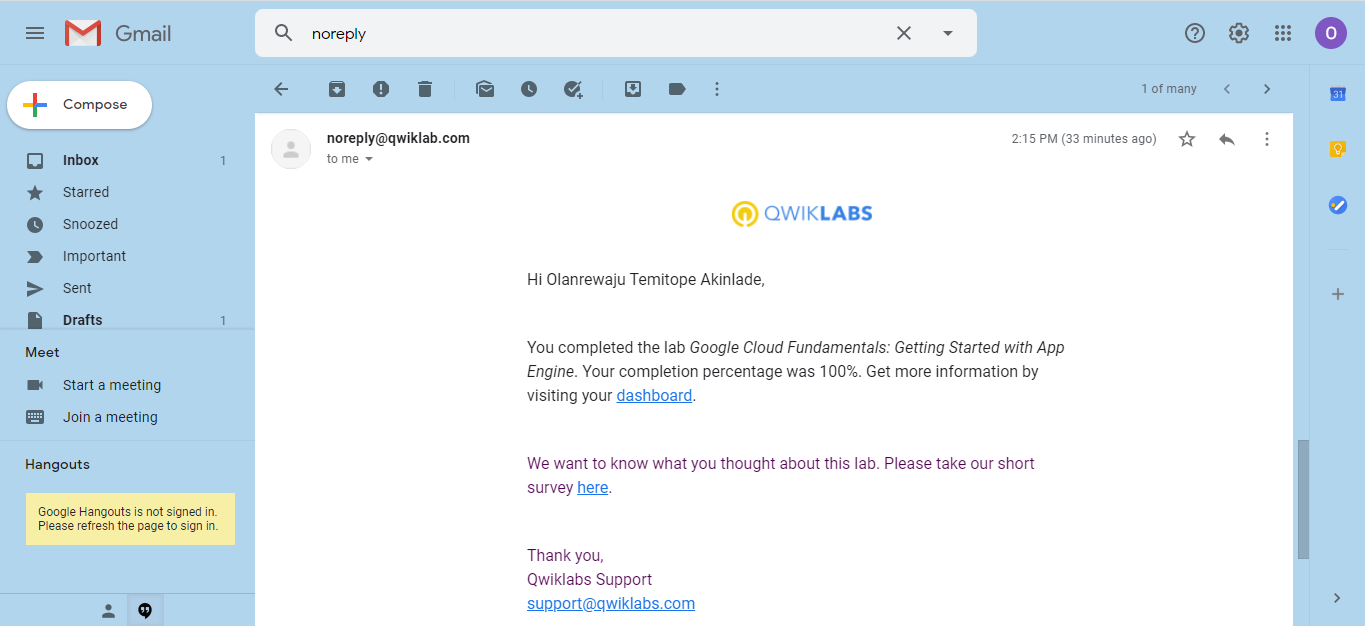 Gmail
noreply
O
Compose
1 of many
31
noreply@qwiklab.com
2:15 PM (33 minutes ago)
to me
Inbox 1
Starred
Snoozed
Important
Sent
Drafts 1
Meet
Start a meeting
Join a meeting
Hangouts
Google Hangouts is not signed in.
Please refresh the page to sign in.
QWIKLABS
Hi Olanrewaju Temitope Akinlade,
You completed the lab Google Cloud Fundamentals: Getting Started with App
Engine. Your completion percentage was 100%. Get more information by
visiting your dashboard.
We want to know what you thought about this lab. Please take our short
survey here.
Thank you,
Qwiklabs Support
support@qwiklabs.com